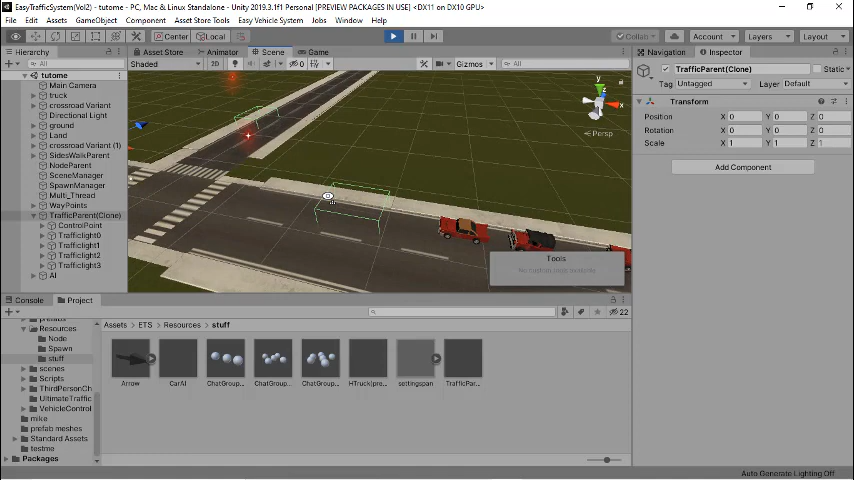 EasyTrafficSystem(Vol2) - tutome - PC, Mac & Linux Standalone - Unity 2019.3.1f1 Personal [PREVIEW PACKAGES IN USE] <DX11 on DX10 GPU>
File Edit Assets GameObject Component Asset Store Tools Easy Vehicle System Jobs Window Help
Center Local Collab Account Layers Layout
Hierarchy Asset Store Animator Scene Game Navigation Inspector
All Shaded 2D 0 Gizmos All
TrafficParent(Clone) Static
Tag Untagged Layer Default
Transform
Position X 0 Y 0 Z 0
Rotation X 0 Y 0 Z 0
Scale X 1 Y 1 Z 1
Add Component
tutome
Main Camera
truck
crossroad Variant
Directional Light
ground
Land
crossroad Variant (1)
SidesWalkParent
NodeParent
SceneManager
SpawnManager
Multi_Thread
WayPoints
TrafficParent(Clone)
ControlPoint
Trafficlight0
Trafficlight1
Trafficlight2
Trafficlight3
AI
y
x
z
Persp
Tools
Console Project
22
prefabs
Resources
Node
Spawn
stuff
scenes
Scripts
ThirdPersonCh
UltimateTraffic
VehicleControl
mike
prefab meshes
Standard Assets
testme
Packages
Assets ETS Resources stuff
Arrow CarAI ChatGroup... ChatGroup... ChatGroup... HTruck(pre... settingspan TrafficPar...
Auto Generate Lighting Off